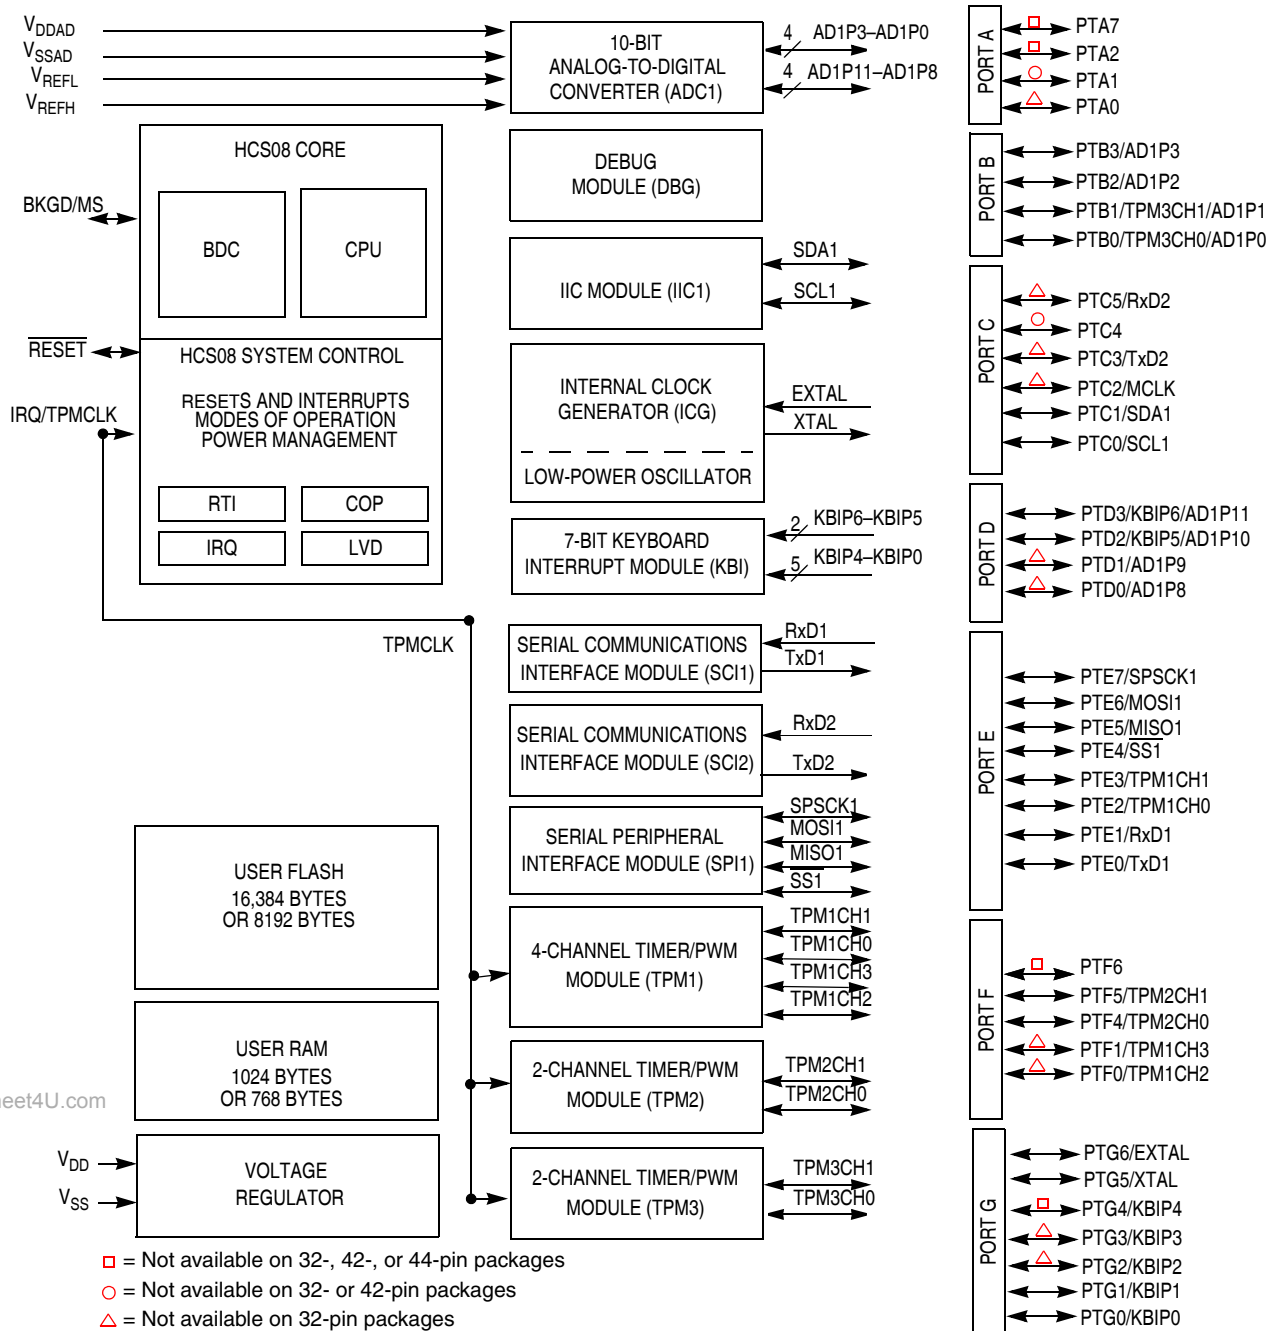 VDDAD
VSSAD
VREFL
VREFH
10-BIT
ANALOG-TO-DIGITAL
CONVERTER (ADC1)
4 AD1P3–AD1P0
4 AD1P11–AD1P8
HCS08 CORE
BDC
CPU
BKGD/MS
RESET
HCS08 SYSTEM CONTROL
RESETS AND INTERRUPTS
MODES OF OPERATION
POWER MANAGEMENT
IRQ/TPMCLK
RTI
COP
IRQ
LVD
DEBUG
MODULE (DBG)
IIC MODULE (IIC1)
SDA1
SCL1
INTERNAL CLOCK
GENERATOR (ICG)
LOW-POWER OSCILLATOR
EXTAL
XTAL
7-BIT KEYBOARD
INTERRUPT MODULE (KBI)
2 KBIP6–KBIP5
5 KBIP4–KBIP0
TPMCLK
SERIAL COMMUNICATIONS
INTERFACE MODULE (SCI1)
RxD1
TxD1
SERIAL COMMUNICATIONS
INTERFACE MODULE (SCI2)
RxD2
TxD2
SERIAL PERIPHERAL
INTERFACE MODULE (SPI1)
SPSCK1
MOSI1
MISO1
SS1
USER FLASH
16,384 BYTES
OR 8192 BYTES
4-CHANNEL TIMER/PWM
MODULE (TPM1)
TPM1CH1
TPM1CH0
TPM1CH3
TPM1CH2
USER RAM
1024 BYTES
OR 768 BYTES
2-CHANNEL TIMER/PWM
MODULE (TPM2)
TPM2CH1
TPM2CH0
eet4U.com
VDD
VSS
VOLTAGE
REGULATOR
2-CHANNEL TIMER/PWM
MODULE (TPM3)
TPM3CH1
TPM3CH0
PORT A
PTA7
PTA2
PTA1
PTA0
PORT B
PTB3/AD1P3
PTB2/AD1P2
PTB1/TPM3CH1/AD1P1
PTB0/TPM3CH0/AD1P0
PORT C
PTC5/RxD2
PTC4
PTC3/TxD2
PTC2/MCLK
PTC1/SDA1
PTC0/SCL1
PORT D
PTD3/KBIP6/AD1P11
PTD2/KBIP5/AD1P10
PTD1/AD1P9
PTD0/AD1P8
PORT E
PTE7/SPSCK1
PTE6/MOSI1
PTE5/MISO1
PTE4/SS1
PTE3/TPM1CH1
PTE2/TPM1CH0
PTE1/RxD1
PTE0/TxD1
PORT F
PTF6
PTF5/TPM2CH1
PTF4/TPM2CH0
PTF1/TPM1CH3
PTF0/TPM1CH2
PORT G
PTG6/EXTAL
PTG5/XTAL
PTG4/KBIP4
PTG3/KBIP3
PTG2/KBIP2
PTG1/KBIP1
PTG0/KBIP0
= Not available on 32-, 42-, or 44-pin packages
= Not available on 32- or 42-pin packages
= Not available on 32-pin packages